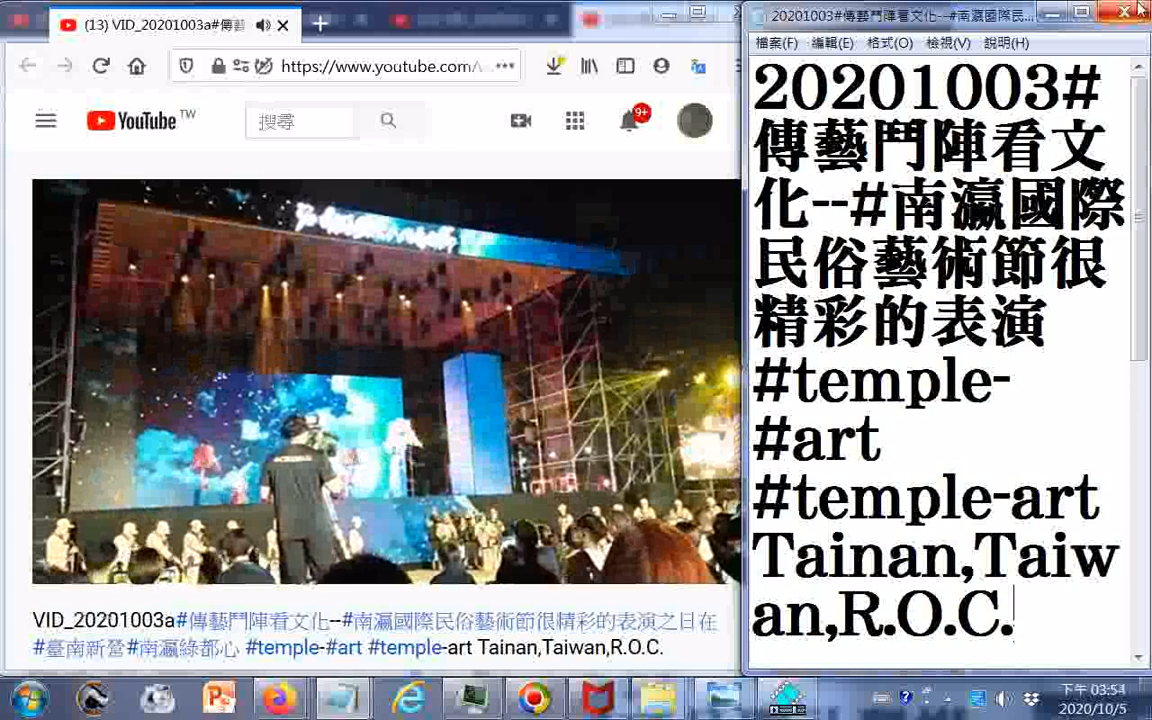 (13) VID_20201003a#傳藝
20201003#傳藝鬥陣看文化--#南瀛國際民...
https://www.youtube.com/
檔案(F) 編輯(E) 格式(O) 檢視(V) 說明(H)
YouTube TW
搜尋
9+
20201003#
傳藝鬥陣看文
化--#南瀛國際
民俗藝術節很
精彩的表演
#temple-
#art
#temple-art
Tainan,Taiw
an,R.O.C.
VID_20201003a#傳藝鬥陣看文化--#南瀛國際民俗藝術節很精彩的表演之日在
#臺南新營#南瀛綠都心 #temple-#art #temple-art Tainan,Taiwan,R.O.C.
下午 03:54
2020/10/5